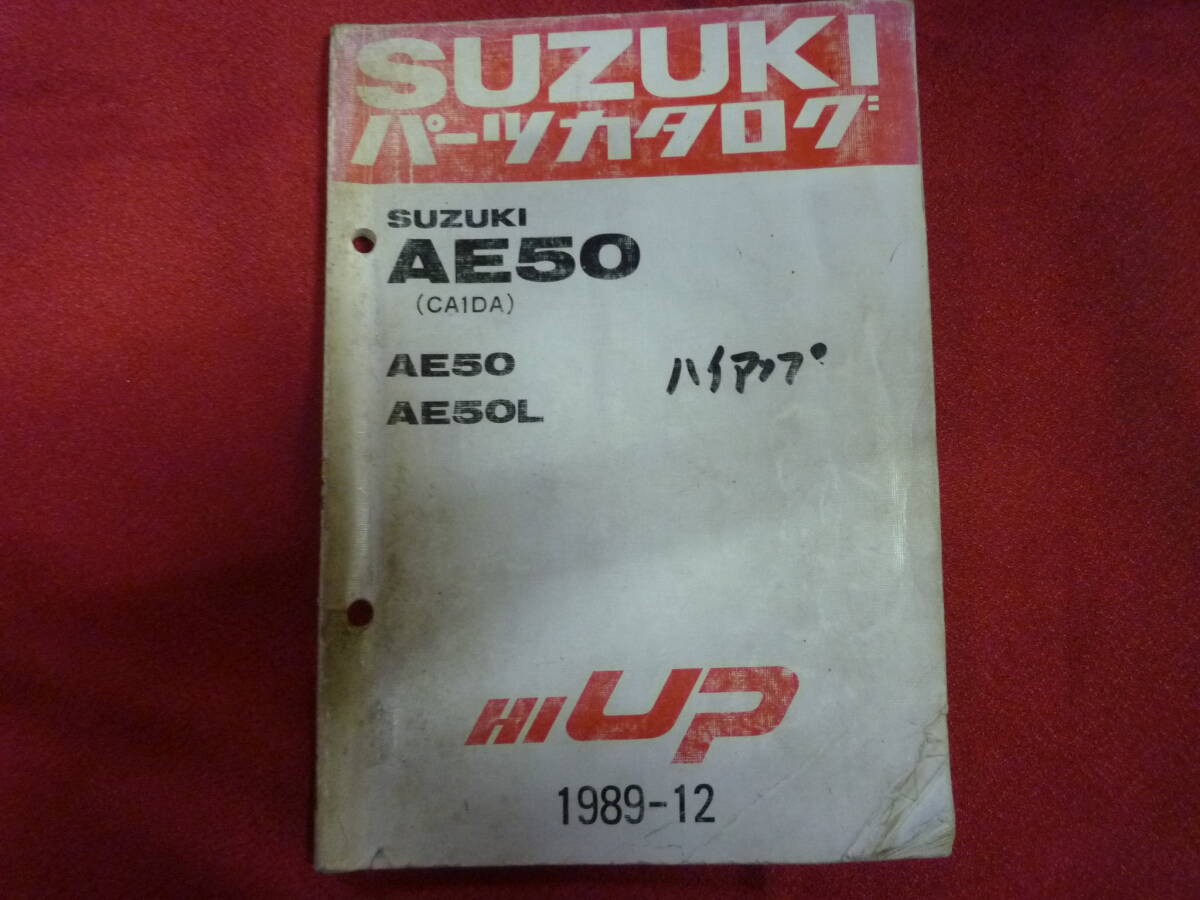 SUZUKI
パーツカタログ
SUZUKI
AE50
(CA1DA)
AE50
ハイアップ
AE50L
HI UP
1989-12